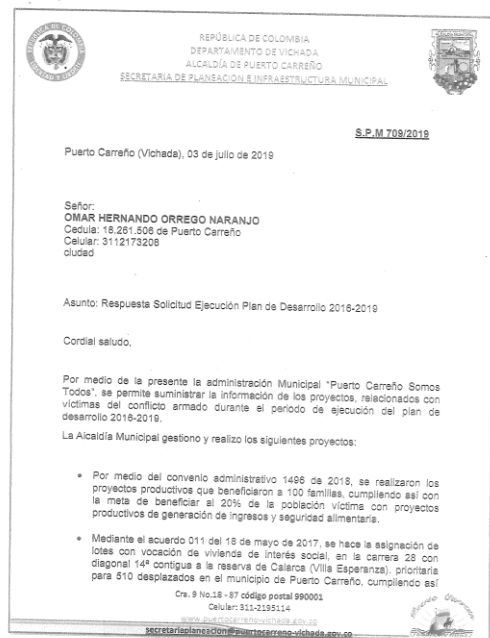 REPÚBLICA DE COLOMBIA
DEPARTAMENTO DE VICHADA
ALCALDÍA DE PUERTO CARREÑO
SECRETARIA DE PLANEACION E INFRAESTRUCTURA MUNICIPAL
S.P.M 709/2019
Puerto Carreño (Vichada), 03 de julio de 2019
Señor:
OMAR HERNANDO ORREGO NARANJO
Cedula: 18.261.506 de Puerto Carreño
Celular: 3112173208
ciudad
Asunto: Respuesta Solicitud Ejecución Plan de Desarrollo 2016-2019
Cordial saludo,
Por medio de la presente la administración Municipal "Puerto Carreño Somos
Todos", se permite suministrar la información de los proyectos, relacionados con
víctimas del conflicto armado durante el periodo de ejecución del plan de
desarrollo 2016-2019.
La Alcaldía Municipal gestiono y realizo los siguientes proyectos:
• Por medio del convenio administrativo 1496 de 2018, se realizaron los
proyectos productivos que beneficiaron a 100 familias, cumpliendo así con
la meta de beneficiar al 20% de la población víctima con proyectos
productivos de generación de ingresos y seguridad alimentaria.
• Mediante el acuerdo 011 del 18 de mayo de 2017, se hace la asignación de
lotes con vocación de vivienda de interés social, en la carrera 28 con
diagonal 14ª contigua a la reserva de Calarca (Villa Esperanza). prioritaria
para 510 desplazados en el municipio de Puerto Carreño, cumpliendo así
Cra. 9 No.18 - 87 código postal 990001
Celular: 311-2195114
www.puertocarreno-vichada.gov.co
secretariaplaneacion@puertocarreno-vichada.gov.co